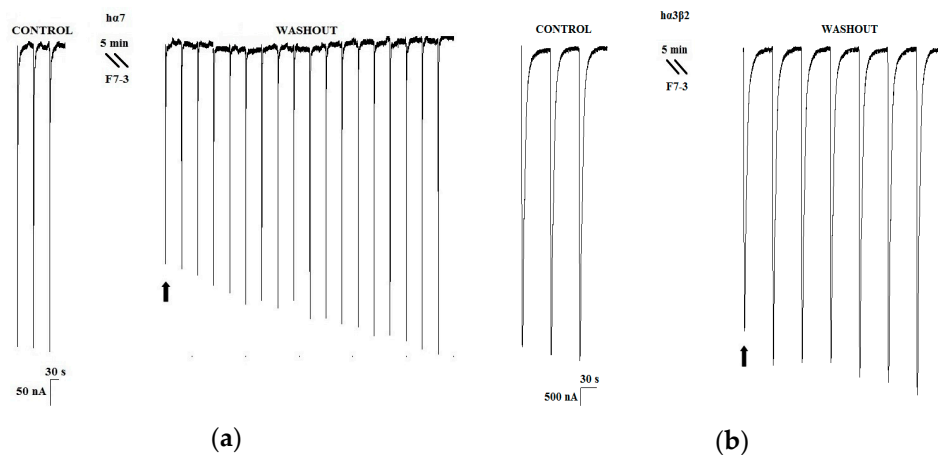 hα7
CONTROL
5 min
WASHOUT
F7-3
30 s
50 nA
(a)
hα3β2
CONTROL
5 min
WASHOUT
F7-3
30 s
500 nA
(b)